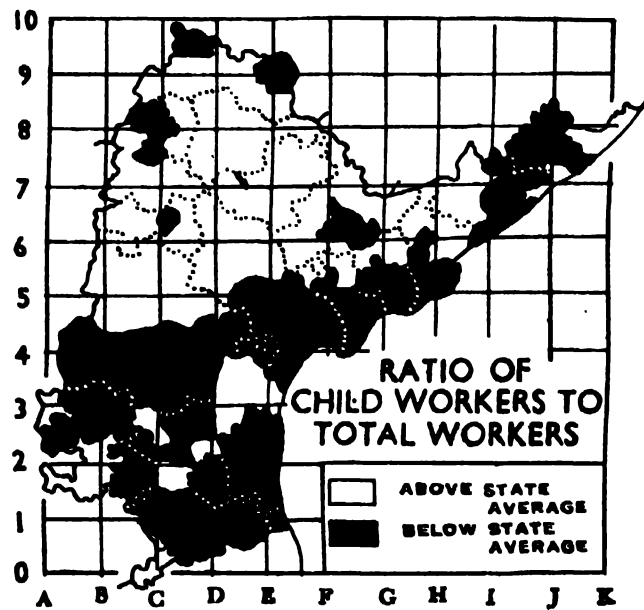 10
9
8
7
6
5
4
3
2
1
0
RATIO OF
CHILD WORKERS TO
TOTAL WORKERS
ABOVE STATE
AVERAGE
BELOW STATE
AVERAGE
A B C D E F G H I J K